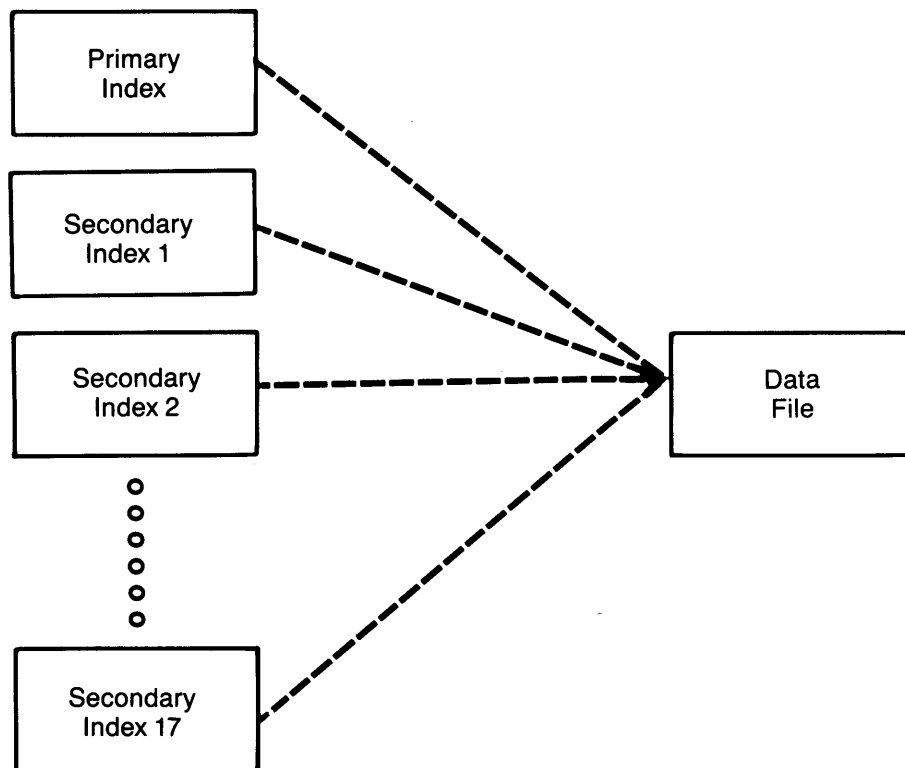 Primary
Index
Secondary
Index 1
Secondary
Index 2
Data
File
Secondary
Index 17